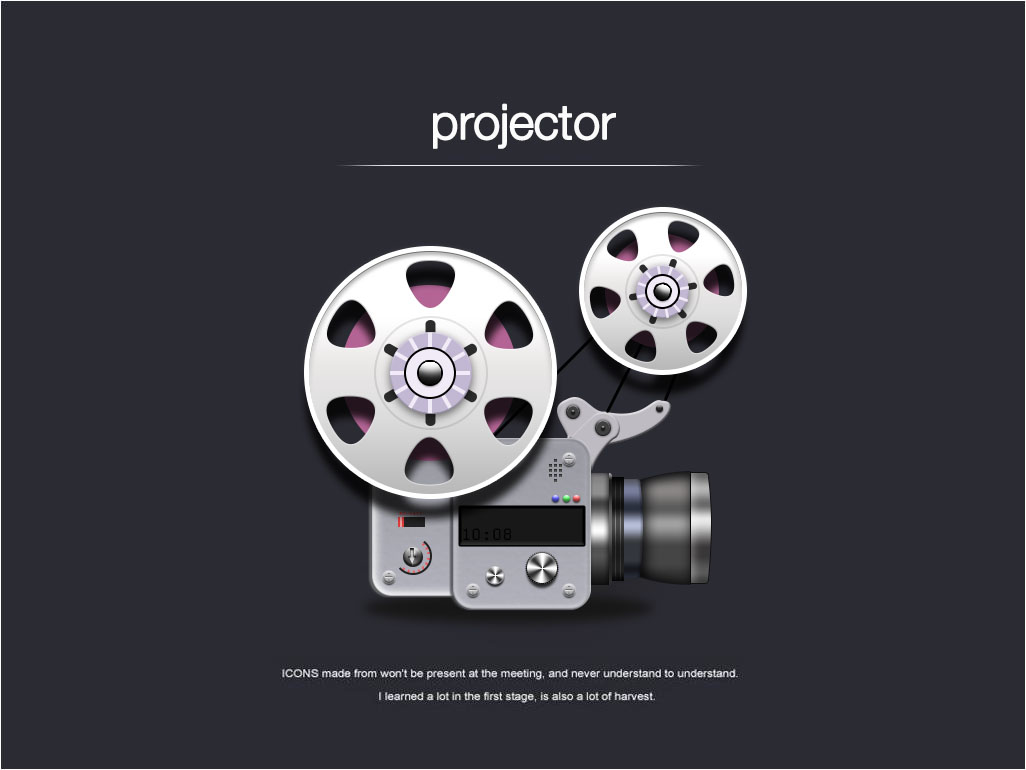 projector
10:08
ICONS made from won't be present at the meeting, and never understand to understand.
I learned a lot in the first stage, is also a lot of harvest.